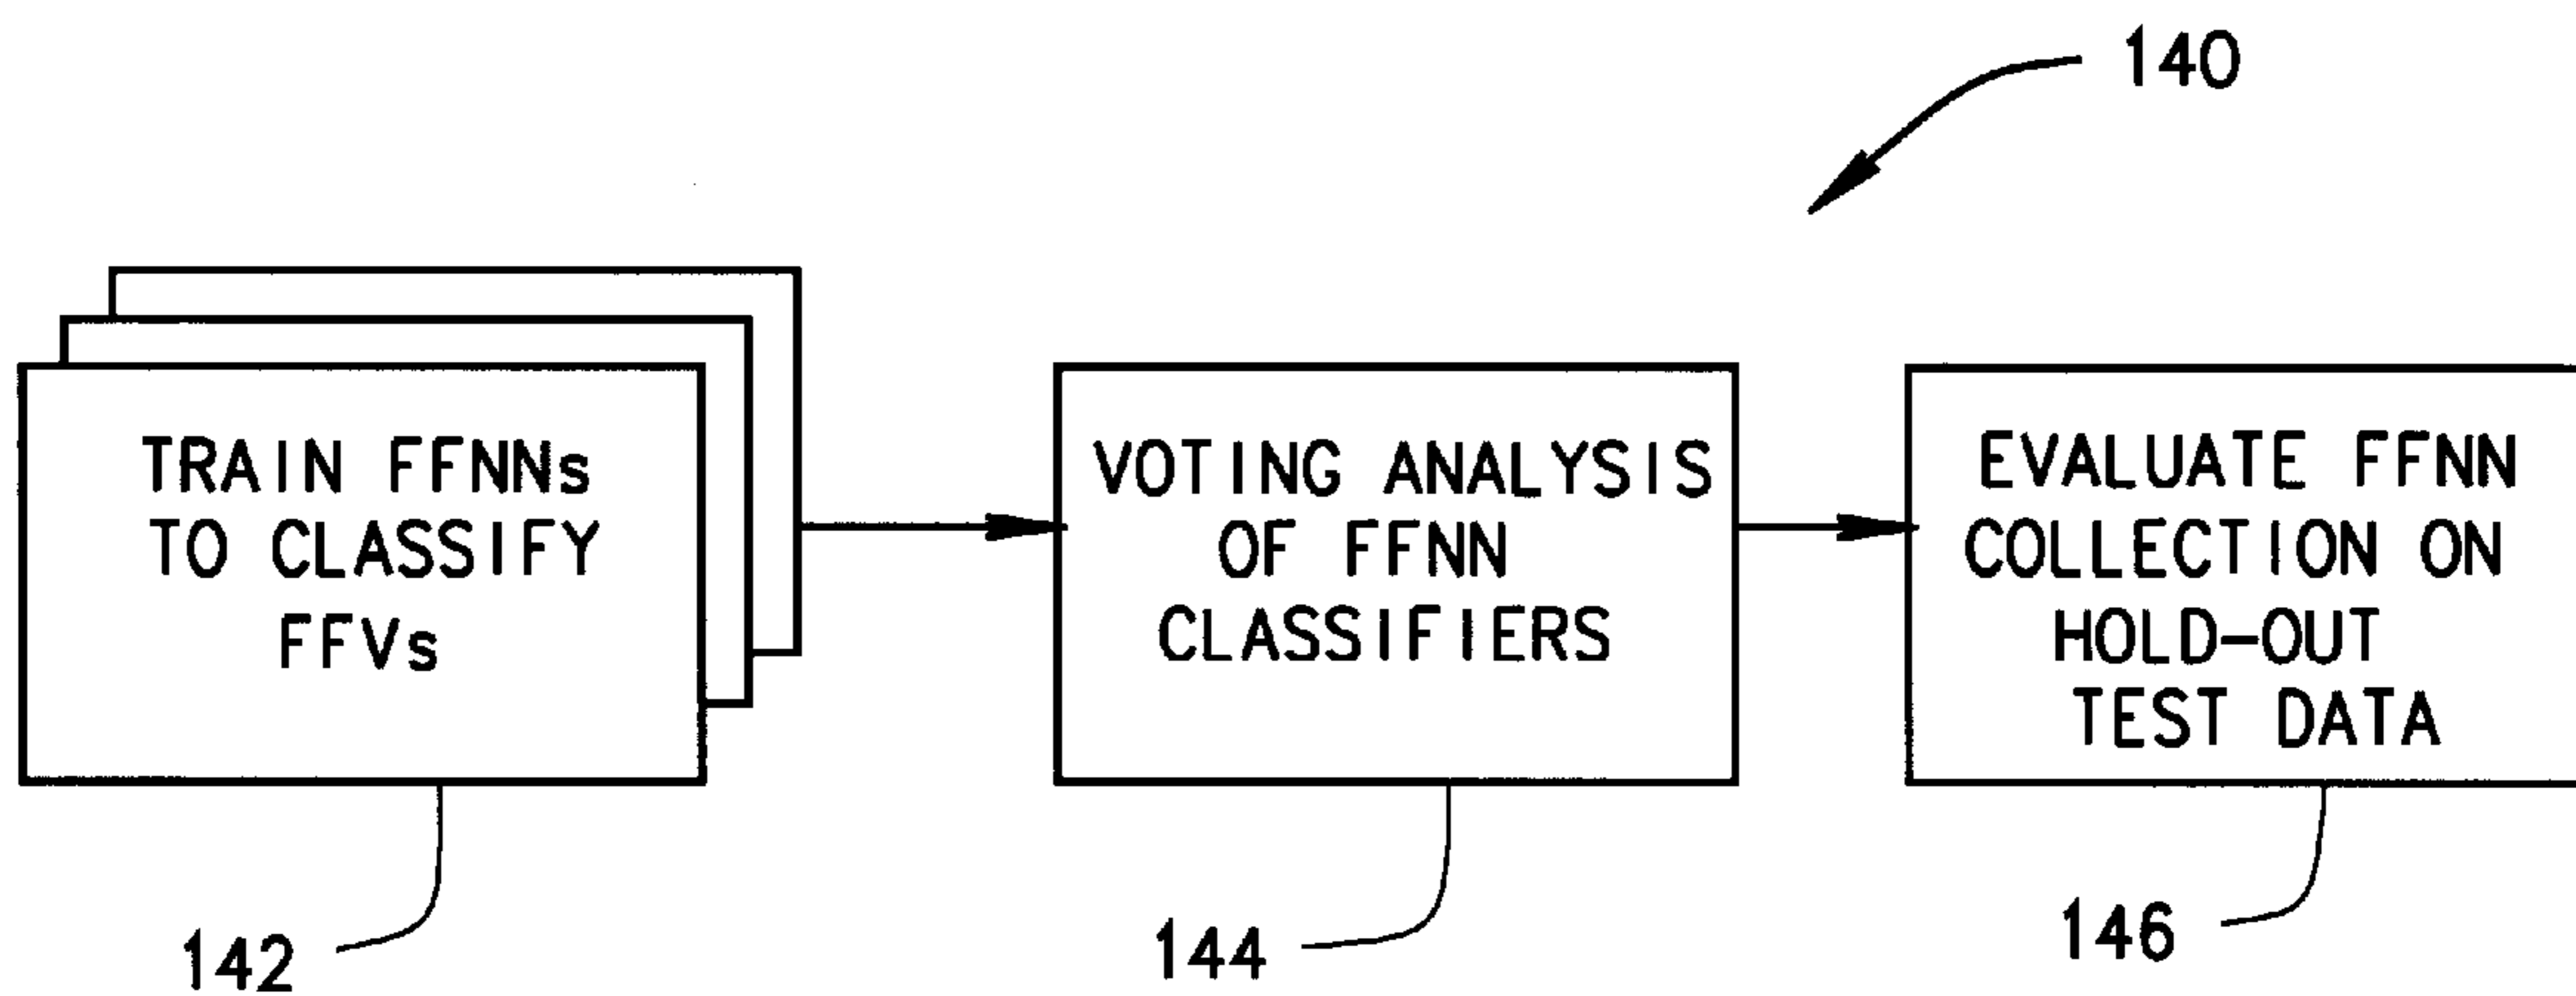 140
TRAIN FFNNs
TO CLASSIFY
FFVs
VOTING ANALYSIS
OF FFNN
CLASSIFIERS
EVALUATE FFNN
COLLECTION ON
HOLD-OUT
TEST DATA
142
144
146